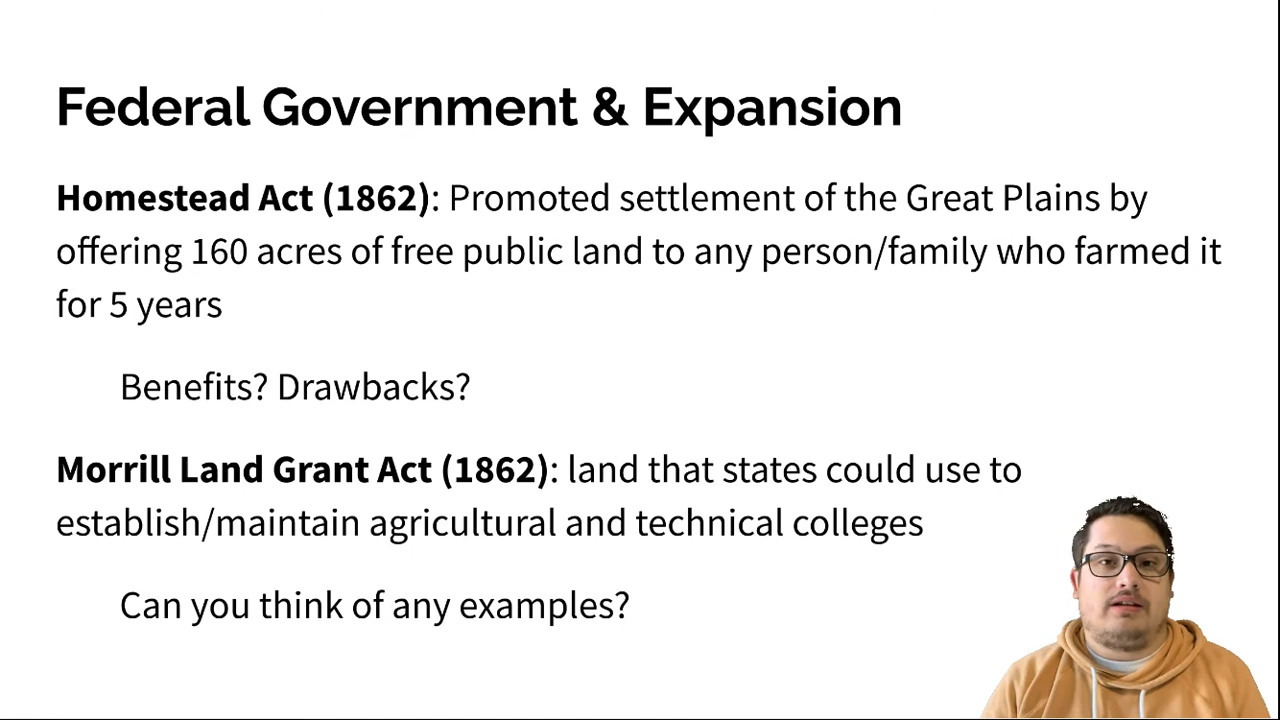 Federal Government & Expansion
Homestead Act (1862): Promoted settlement of the Great Plains by
offering 160 acres of free public land to any person/family who farmed it
for 5 years
Benefits? Drawbacks?
Morrill Land Grant Act (1862): land that states could use to
establish/maintain agricultural and technical colleges
Can you think of any examples?